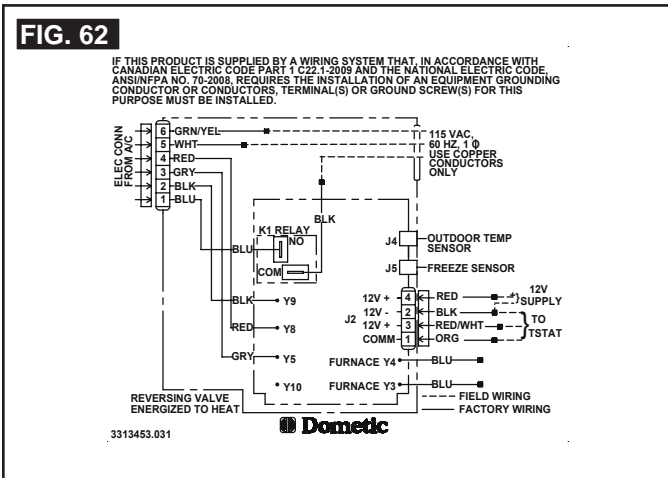 FIG. 62
IF THIS PRODUCT IS SUPPLIED BY A WIRING SYSTEM THAT, IN ACCORDANCE WITH
CANADIAN ELECTRIC CODE PART 1 C22.1-2009 AND THE NATIONAL ELECTRIC CODE,
ANSI/NFPA NO. 70-2008, REQUIRES THE INSTALLATION OF AN EQUIPMENT GROUNDING
CONDUCTOR OR CONDUCTORS, TERMINAL(S) OR GROUND SCREW(S) FOR THIS
PURPOSE MUST BE INSTALLED.
ELEC CONN
FROM A/C
6 GRN/YEL
5 WHT
4 RED
3 GRY
2 BLK
1 BLU
115 VAC,
60 HZ, 1 Φ
USE COPPER
CONDUCTORS
ONLY
BLK
K1 RELAY
NO
BLU
COM
J4 OUTDOOR TEMP
SENSOR
J5 FREEZE SENSOR
BLK Y9
RED Y8
GRY Y5
Y10
J2
12V + 4 RED
12V - 2 BLK
12V + 3 RED/WHT
COMM 1 ORG
+ 12V
- SUPPLY
TO
TSTAT
FURNACE Y4 BLU
FURNACE Y3 BLU
REVERSING VALVE
ENERGIZED TO HEAT
FIELD WIRING
FACTORY WIRING
Dometic
3313453.031